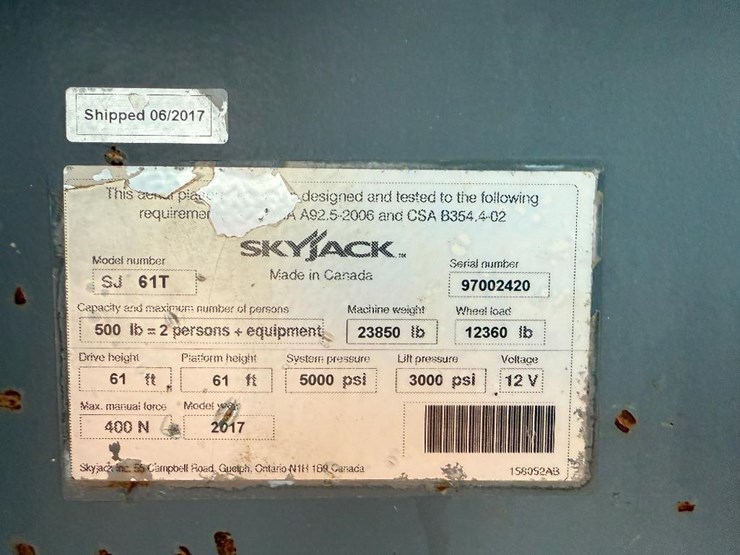 Shipped 06/2017
This aerial designed and tested to the following
A92.5-2006 and CSA B354.4-02
SKYJACK TM
Made in Canada
Model number
SJ 61T
Serial number
97002420
Capacity and maximum number of persons
500 lb = 2 persons + equipment
Machine weight
23850 lb
Wheel load
12360 lb
Drive height
61 ft
Platform height
61 ft
System pressure
5000 psi
Lift pressure
3000 psi
Voltage
12 V
Max. manual force
400 N
Model year
2017
Skyjack Inc. 55 Campbell Road, Guelph, Ontario N1H 1B9 Canada
158052AB